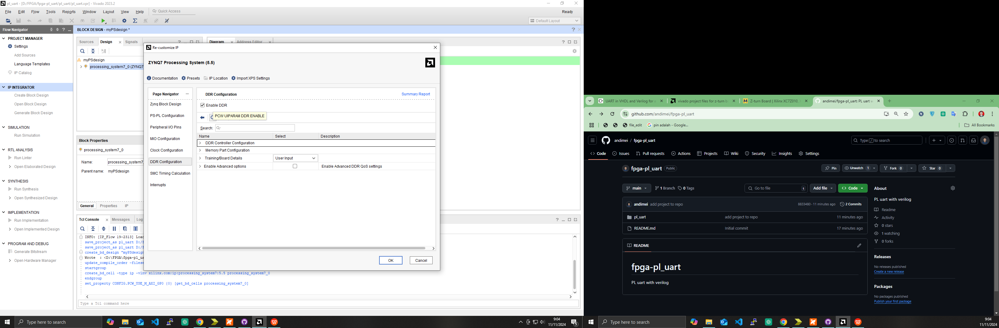 pl_uart - [D:/FPGA/fpga-pl_uart/pl_uart/pl_uart.xpr] - Vivado 2023.2
File Edit Flow Tools Reports Window Layout View Help Quick Access
Ready
Default Layout
Flow Navigator
PROJECT MANAGER
Settings
Add Sources
Language Templates
IP Catalog
IP INTEGRATOR
Create Block Design
Open Block Design
Generate Block Design
SIMULATION
Run Simulation
RTL ANALYSIS
Run Linter
Open Elaborated Design
SYNTHESIS
Run Synthesis
Open Synthesized Design
IMPLEMENTATION
Run Implementation
Open Implemented Design
PROGRAM AND DEBUG
Generate Bitstream
Open Hardware Manager
BLOCK DESIGN - myPSdesign *
Sources Design Signals
myPSdesign
processing_system7_0 (ZYNQ7
Block Properties
processing_system7_0
Name: processing_system7_
Parent name: myPSdesign
General Properties IP
Diagram Address Editor
Re-customize IP
ZYNQ7 Processing System (5.5)
Documentation Presets IP Location Import XPS Settings
Page Navigator
Zynq Block Design
PS-PL Configuration
Peripheral I/O Pins
MIO Configuration
Clock Configuration
DDR Configuration
SMC Timing Calculation
Interrupts
DDR Configuration Summary Report
Enable DDR
PCW UIPARAM DDR ENABLE
Search:
Name Select Description
DDR Controller Configuration
Memory Part Configuration
Training/Board Details User Input
Enable Advanced options Enable Advanced DDR QoS settings
OK Cancel
Tcl Console Messages Log
INFO: [IP_Flow 19-2313] Load
save_project_as pl_uart D:/
save_project_as pl_uart D:/
create_bd_design "myPSdesign
Wrote : <D:\FPGA\fpga-pl_ua
update_compile_order -filese
startgroup
create_bd_cell -type ip -vlnv xilinx.com:ip:processing_system7:5.5 processing_system7_0
endgroup
set_property CONFIG.PCW_USE_M_AXI_GP0 {0} [get_bd_cells processing_system7_0]
Type a Tcl command here
Type here to search
9:04
11/11/2024
5
UART in VHDL and Verilog for
vivado project files for z-turn b
Z-turn Board | Xilinx XC7Z010,
andimei/fpga-pl_uart: PL uart w
github.com/andimei/fpga-pl_uart
file_edit
pin adalah - Google...
All Bookmarks
andimei / fpga-pl_uart
Type / to search
Code Issues Pull requests Actions Projects Wiki Security Insights Settings
fpga-pl_uart Public
Pin Unwatch 1 Fork 0 Star 0
main 1 Branch 0 Tags Go to file t Add file Code
andimei add project to repo 8833480 · 11 minutes ago 2 Commits
pl_uart add project to repo 11 minutes ago
README.md Initial commit 17 minutes ago
README
fpga-pl_uart
PL uart with verilog
About
PL uart with verilog
Readme
Activity
0 stars
1 watching
0 forks
Releases
No releases published
Create a new release
Packages
No packages published
Publish your first package
Type here to search
9:04
11/11/2024